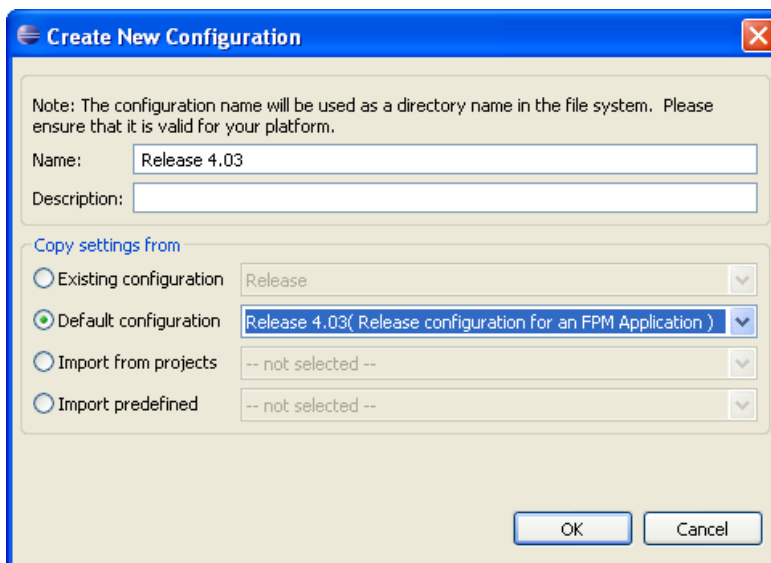 Create New Configuration
Note: The configuration name will be used as a directory name in the file system.  Please
ensure that it is valid for your platform.
Name: Release 4.03
Description:
Copy settings from
Existing configuration Release
Default configuration Release 4.03( Release configuration for an FPM Application )
Import from projects -- not selected --
Import predefined -- not selected --
OK Cancel